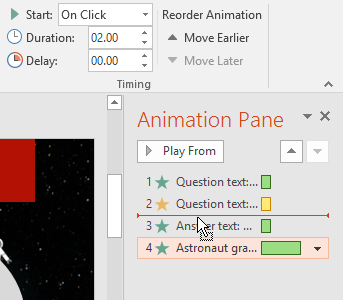 Start: On Click
Reorder Animation
Duration: 02.00
Move Earlier
Delay: 00.00
Move Later
Timing
Animation Pane
Play From
1 Question text:...
2 Question text:...
3 Answer text: ...
4 Astronaut gra...